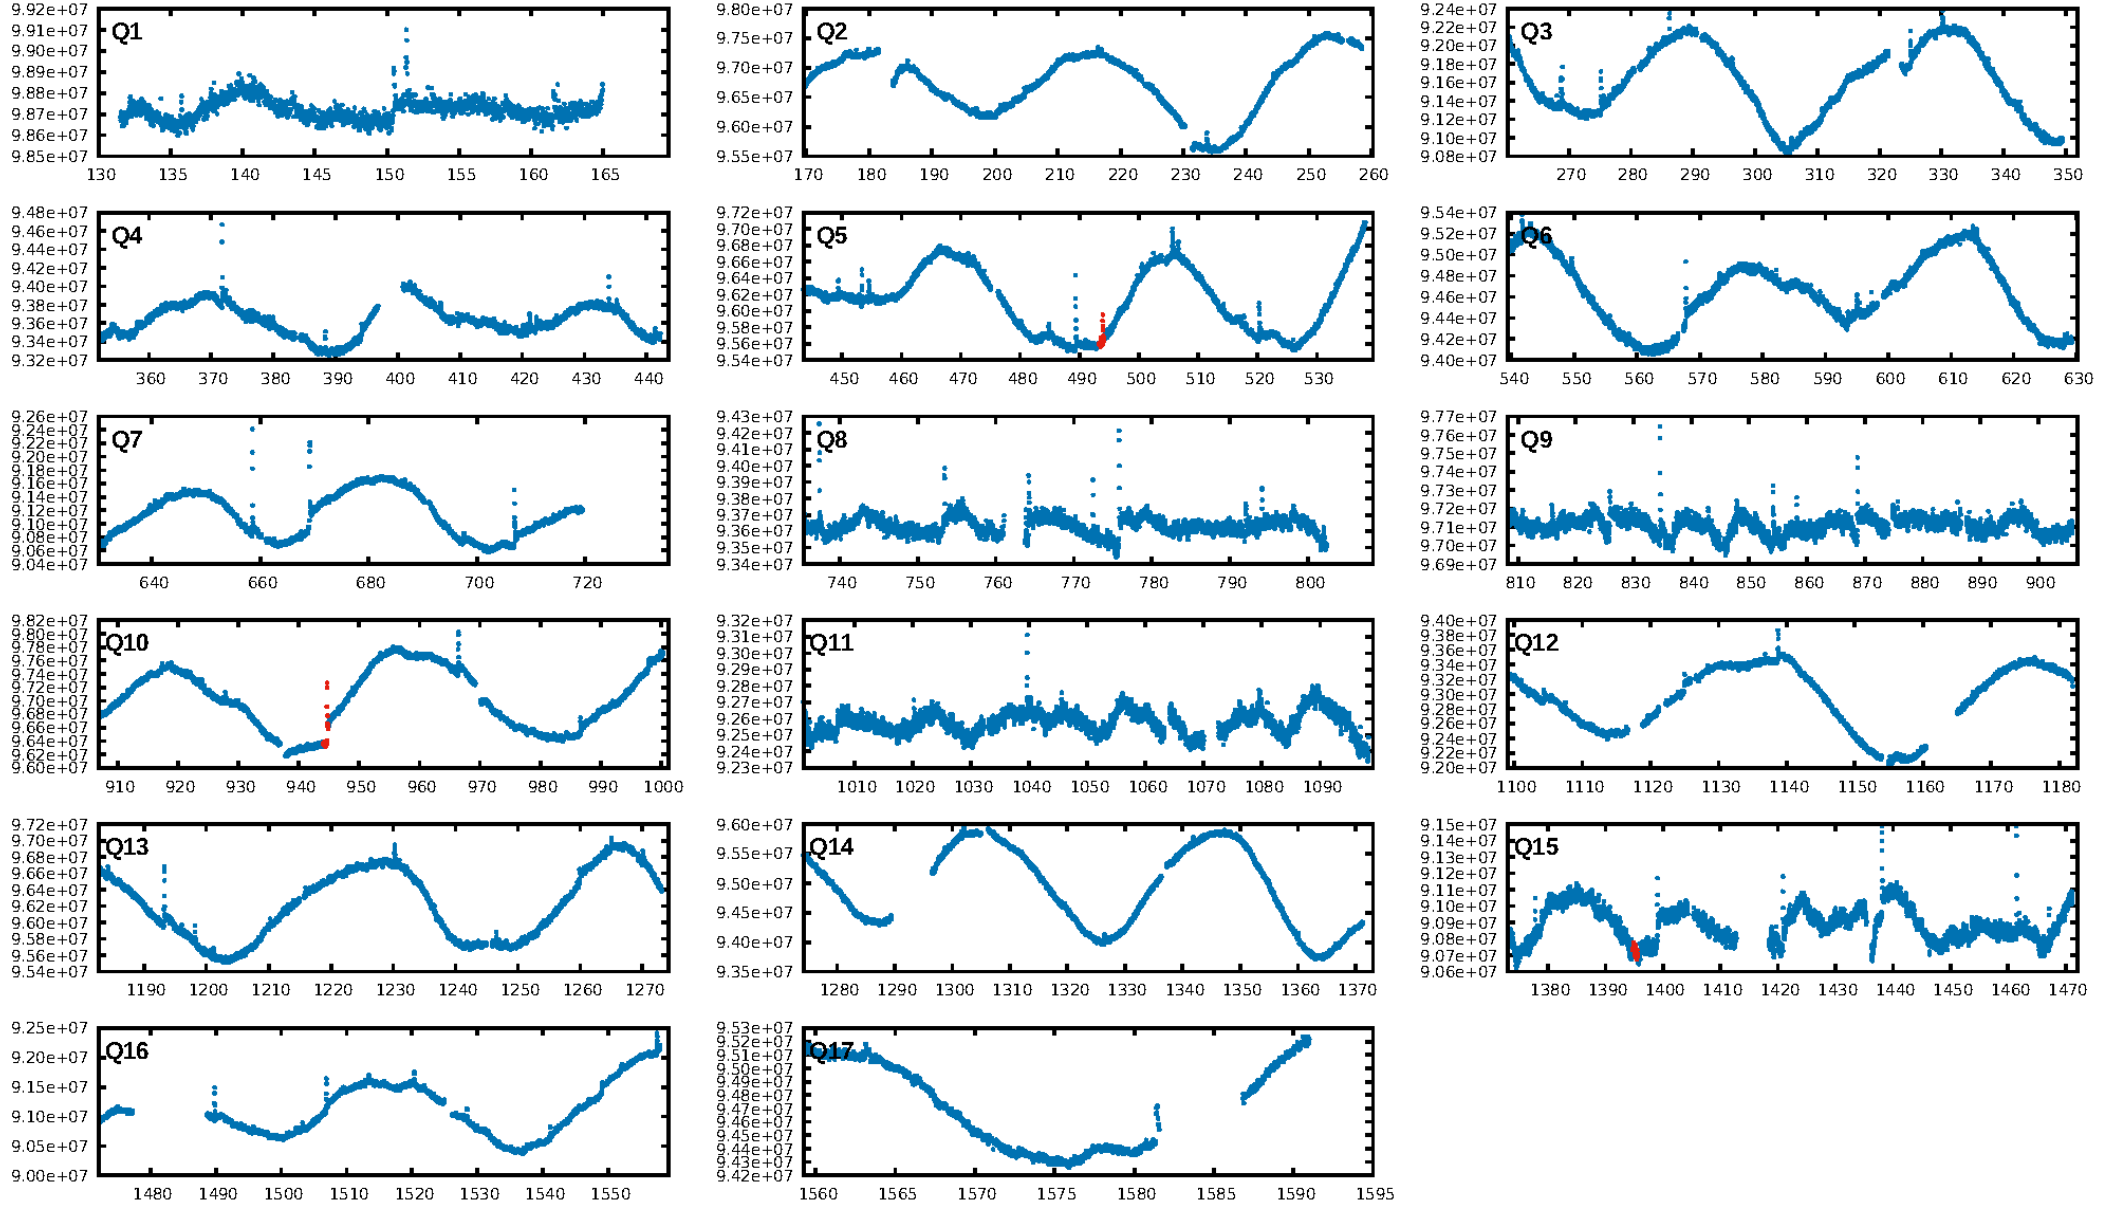 9.92e+07
9.91e+07
9.90e+07
9.89e+07
9.88e+07
9.87e+07
9.86e+07
9.85e+07
Q1
130 135 140 145 150 155 160 165
9.80e+07
9.75e+07
9.70e+07
9.65e+07
9.60e+07
9.55e+07
Q2
170 180 190 200 210 220 230 240 250 260
9.24e+07
9.22e+07
9.20e+07
9.18e+07
9.16e+07
9.14e+07
9.12e+07
9.10e+07
9.08e+07
Q3
270 280 290 300 310 320 330 340 350
9.48e+07
9.46e+07
9.44e+07
9.42e+07
9.40e+07
9.38e+07
9.36e+07
9.34e+07
9.32e+07
Q4
360 370 380 390 400 410 420 430 440
9.72e+07
9.70e+07
9.68e+07
9.66e+07
9.64e+07
9.62e+07
9.60e+07
9.58e+07
9.56e+07
9.54e+07
Q5
450 460 470 480 490 500 510 520 530
9.54e+07
9.52e+07
9.50e+07
9.48e+07
9.46e+07
9.44e+07
9.42e+07
9.40e+07
Q6
540 550 560 570 580 590 600 610 620 630
9.26e+07
9.24e+07
9.22e+07
9.20e+07
9.18e+07
9.16e+07
9.14e+07
9.12e+07
9.10e+07
9.08e+07
9.06e+07
9.04e+07
Q7
640 660 680 700 720
9.43e+07
9.42e+07
9.41e+07
9.40e+07
9.39e+07
9.38e+07
9.37e+07
9.36e+07
9.35e+07
9.34e+07
Q8
740 750 760 770 780 790 800
9.77e+07
9.76e+07
9.75e+07
9.74e+07
9.73e+07
9.72e+07
9.71e+07
9.70e+07
9.69e+07
Q9
810 820 830 840 850 860 870 880 890 900
9.82e+07
9.80e+07
9.78e+07
9.76e+07
9.74e+07
9.72e+07
9.70e+07
9.68e+07
9.66e+07
9.64e+07
9.62e+07
9.60e+07
Q10
910 920 930 940 950 960 970 980 990 1000
9.32e+07
9.31e+07
9.30e+07
9.29e+07
9.28e+07
9.27e+07
9.26e+07
9.25e+07
9.24e+07
9.23e+07
Q11
1010 1020 1030 1040 1050 1060 1070 1080 1090
9.40e+07
9.38e+07
9.36e+07
9.34e+07
9.32e+07
9.30e+07
9.28e+07
9.26e+07
9.24e+07
9.22e+07
9.20e+07
Q12
1100 1110 1120 1130 1140 1150 1160 1170 1180
9.72e+07
9.70e+07
9.68e+07
9.66e+07
9.64e+07
9.62e+07
9.60e+07
9.58e+07
9.56e+07
9.54e+07
Q13
1190 1200 1210 1220 1230 1240 1250 1260 1270
9.60e+07
9.55e+07
9.50e+07
9.45e+07
9.40e+07
9.35e+07
Q14
1280 1290 1300 1310 1320 1330 1340 1350 1360 1370
9.15e+07
9.14e+07
9.13e+07
9.12e+07
9.11e+07
9.10e+07
9.09e+07
9.08e+07
9.07e+07
9.06e+07
Q15
1380 1390 1400 1410 1420 1430 1440 1450 1460 1470
9.25e+07
9.20e+07
9.15e+07
9.10e+07
9.05e+07
9.00e+07
Q16
1480 1490 1500 1510 1520 1530 1540 1550
9.53e+07
9.52e+07
9.51e+07
9.50e+07
9.49e+07
9.48e+07
9.47e+07
9.46e+07
9.45e+07
9.44e+07
9.43e+07
9.42e+07
Q17
1560 1565 1570 1575 1580 1585 1590 1595